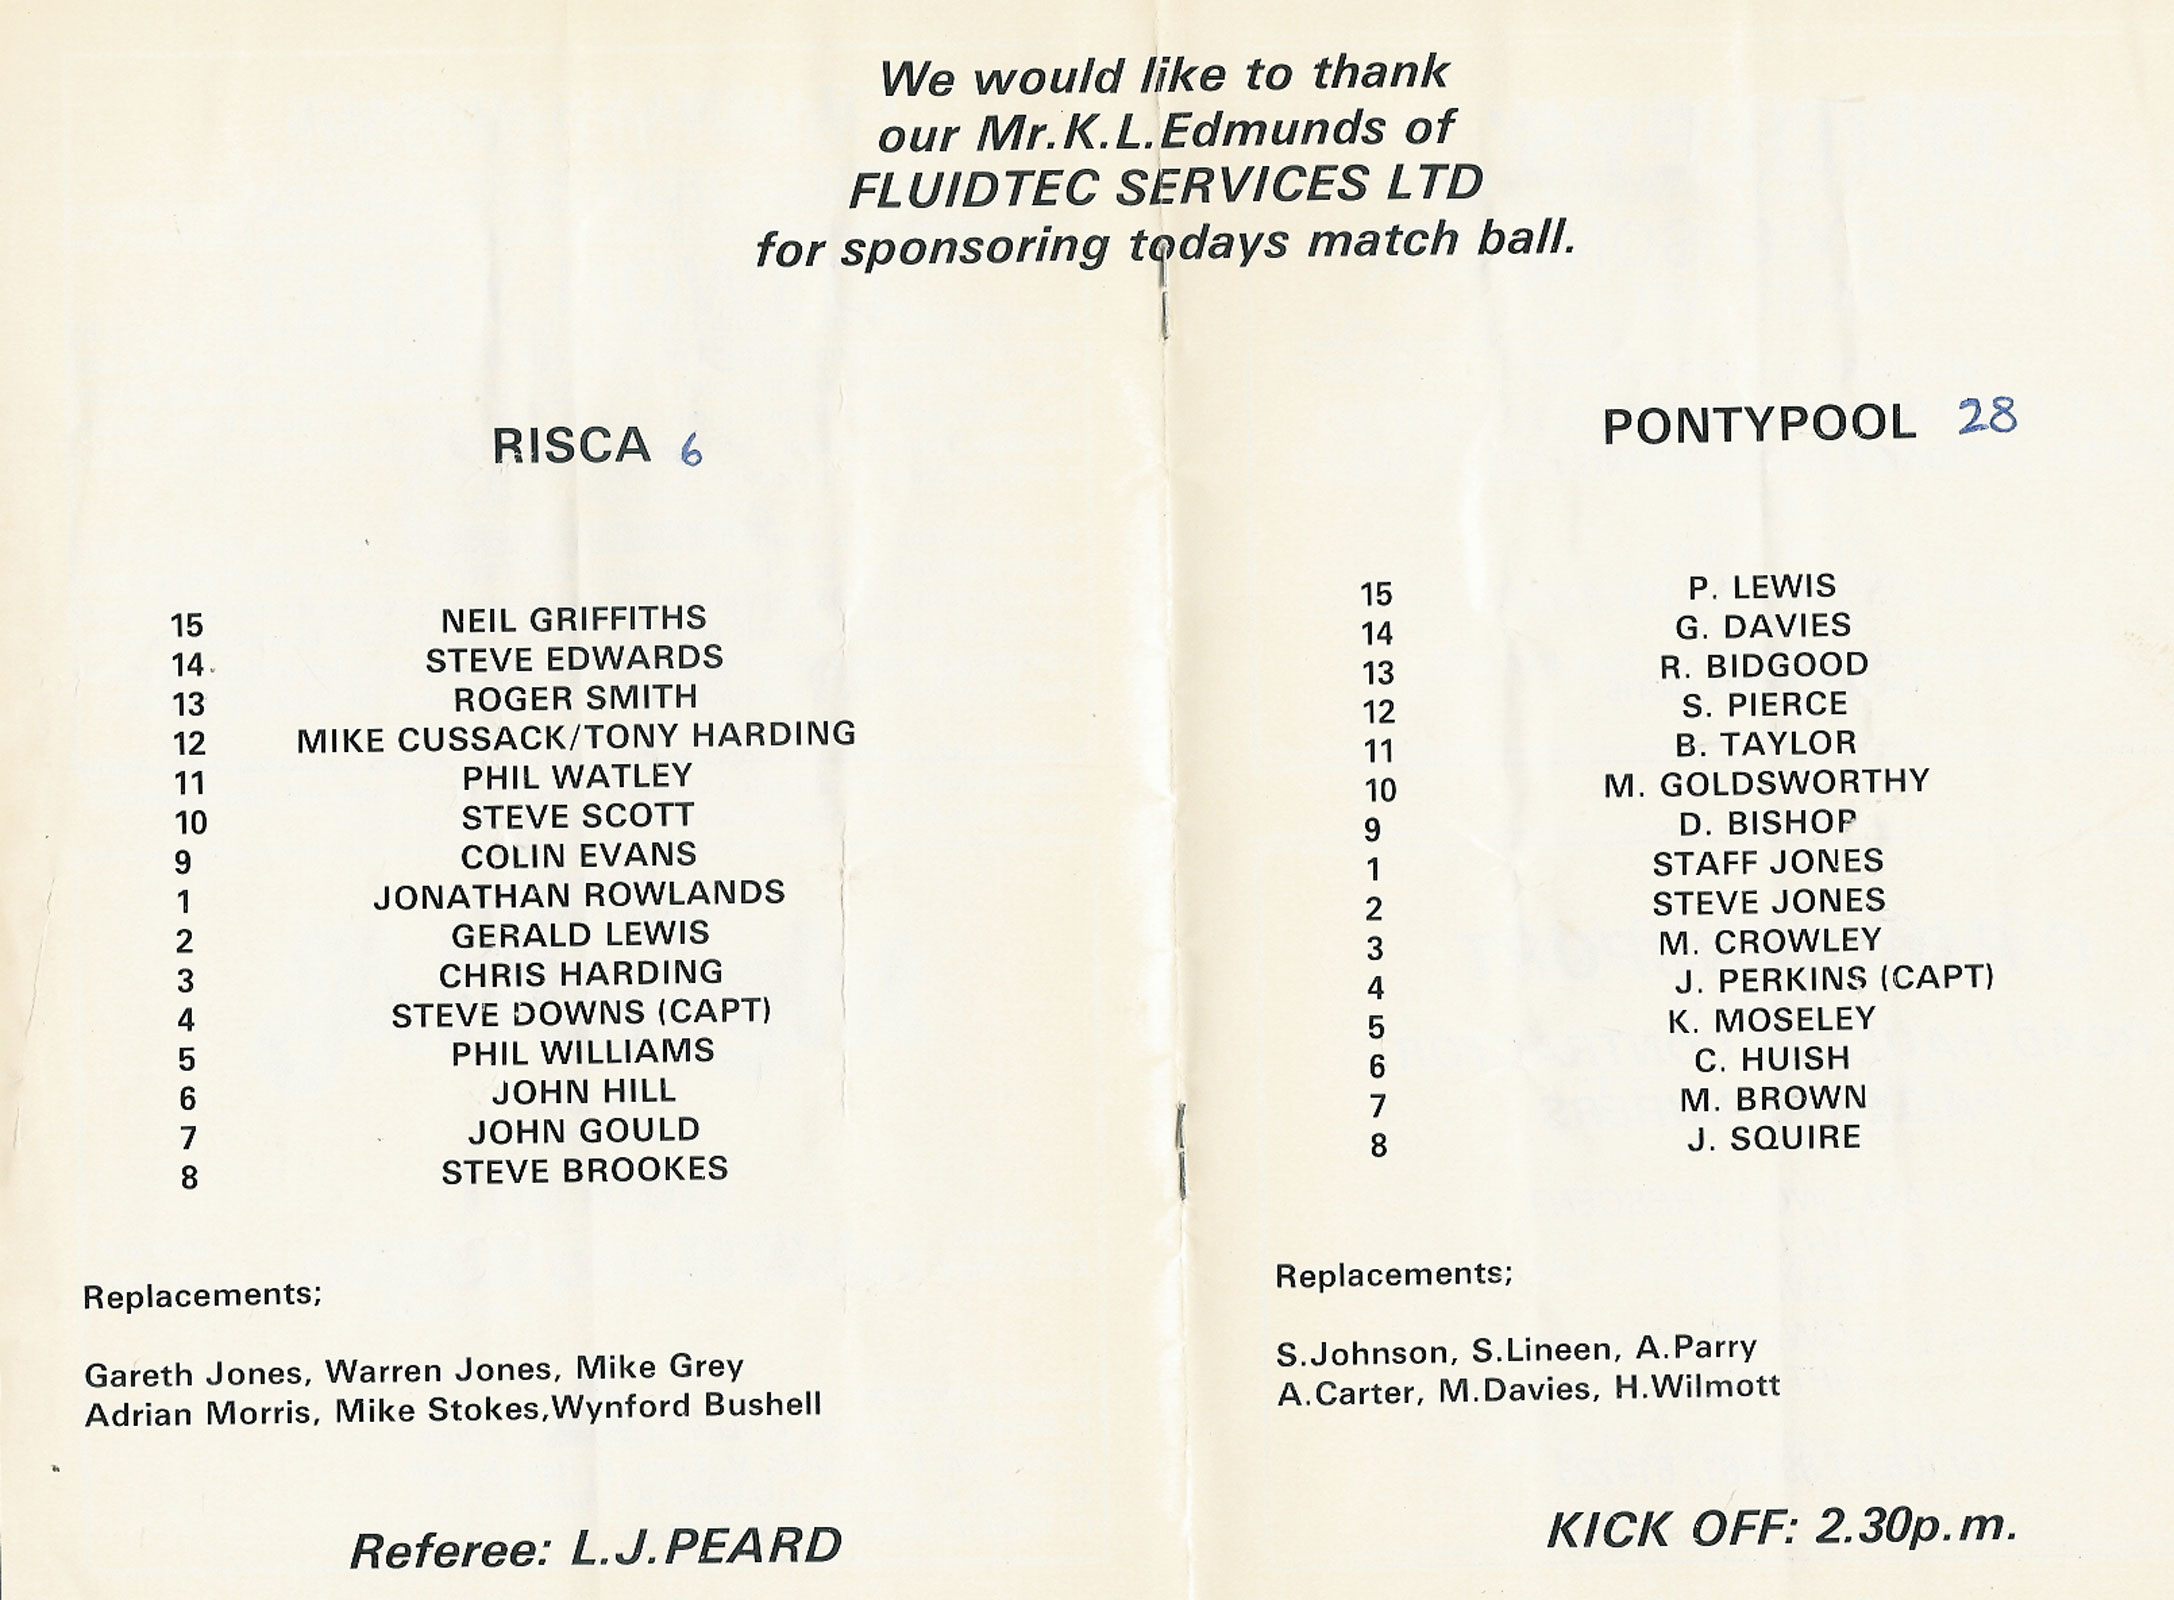 We would like to thank
our Mr.K.L.Edmunds of
FLUIDTEC SERVICES LTD
for sponsoring todays match ball.
RISCA 6
15 NEIL GRIFFITHS
14 STEVE EDWARDS
13 ROGER SMITH
12 MIKE CUSSACK/TONY HARDING
11 PHIL WATLEY
10 STEVE SCOTT
9 COLIN EVANS
1 JONATHAN ROWLANDS
2 GERALD LEWIS
3 CHRIS HARDING
4 STEVE DOWNS (CAPT)
5 PHIL WILLIAMS
6 JOHN HILL
7 JOHN GOULD
8 STEVE BROOKES
Replacements;
Gareth Jones, Warren Jones, Mike Grey
Adrian Morris, Mike Stokes,Wynford Bushell
Referee: L.J.PEARD
PONTYPOOL 28
15 P. LEWIS
14 G. DAVIES
13 R. BIDGOOD
12 S. PIERCE
11 B. TAYLOR
10 M. GOLDSWORTHY
9 D. BISHOP
1 STAFF JONES
2 STEVE JONES
3 M. CROWLEY
4 J. PERKINS (CAPT)
5 K. MOSELEY
6 C. HUISH
7 M. BROWN
8 J. SQUIRE
Replacements;
S.Johnson, S.Lineen, A.Parry
A.Carter, M.Davies, H.Wilmott
KICK OFF: 2.30p.m.